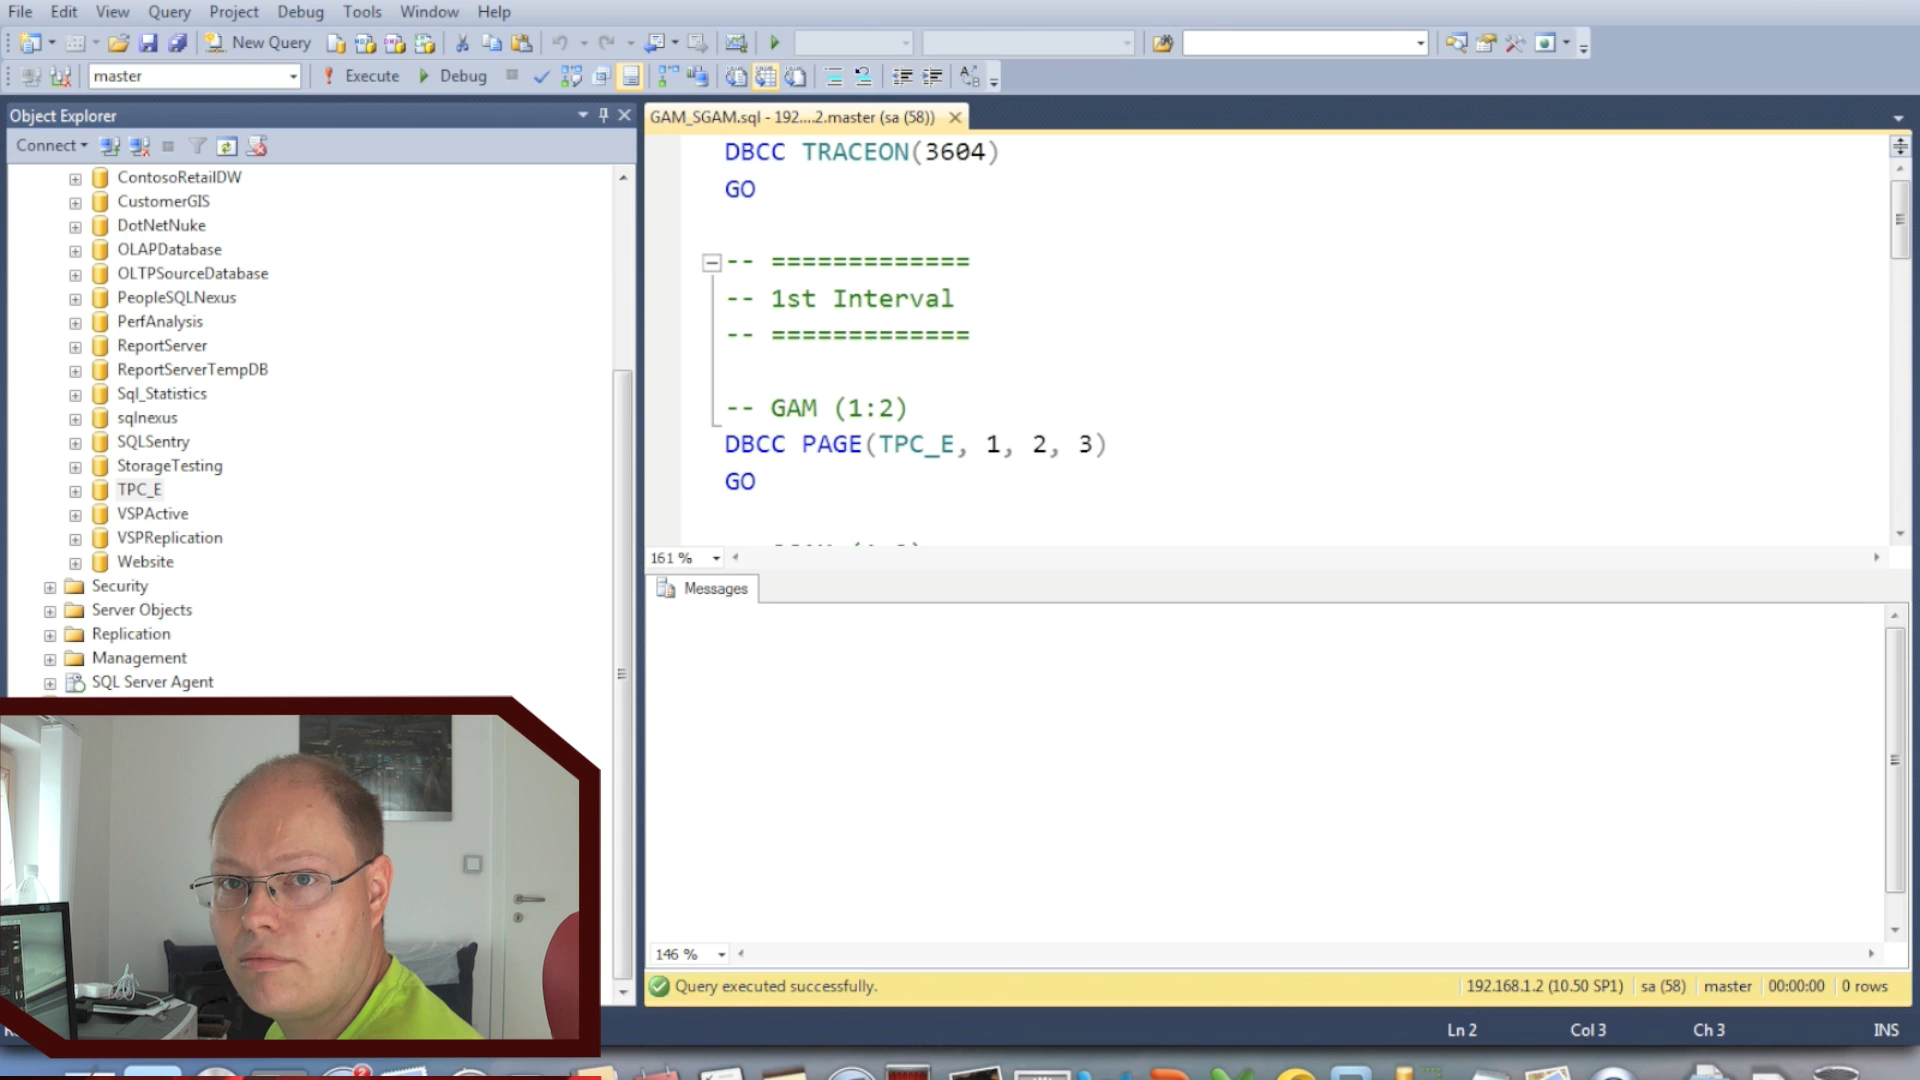 File Edit View Query Project Debug Tools Window Help
New Query
master Execute Debug
Object Explorer
Connect
ContosoRetailDW
CustomerGIS
DotNetNuke
OLAPDatabase
OLTPSourceDatabase
PeopleSQLNexus
PerfAnalysis
ReportServer
ReportServerTempDB
Sql_Statistics
sqlnexus
SQLSentry
StorageTesting
TPC_E
VSPActive
VSPReplication
Website
Security
Server Objects
Replication
Management
SQL Server Agent
GAM_SGAM.sql - 192....2.master (sa (58))
DBCC TRACEON(3604)
GO
-- =============
-- 1st Interval
-- =============
-- GAM (1:2)
DBCC PAGE(TPC_E, 1, 2, 3)
GO
161 %
Messages
146 %
Query executed successfully. 192.168.1.2 (10.50 SP1) sa (58) master 00:00:00 0 rows
Ln 2 Col 3 Ch 3 INS